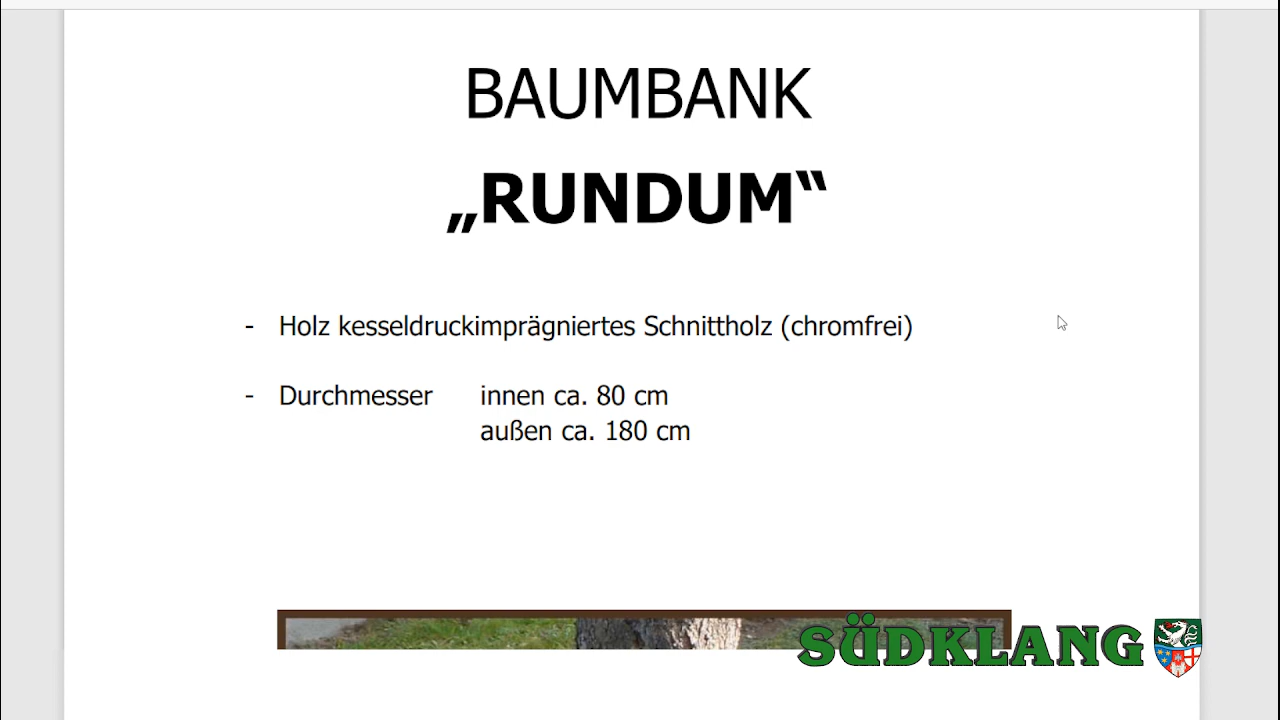 BAUMBANK
„RUNDUM“
- Holz kesseldruckimprägniertes Schnittholz (chromfrei)
- Durchmesser innen ca. 80 cm
außen ca. 180 cm
SÜDKLANG